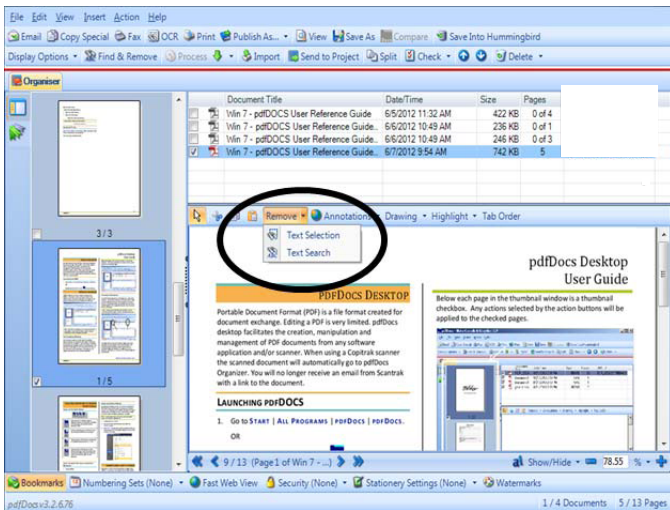 File Edit View Insert Action Help
Email Copy Special Fax OCR Print Publish As... View Save As Compare Save Into Hummingbird
Display Options Find & Remove Process Import Send to Project Split Check Delete
Organiser
Document Title Date/Time Size Pages
Win 7 - pdfDOCS User Reference Guide 6/5/2012 11:32 AM 422 KB 0 of 4
Win 7 - pdfDOCS User Reference Guide.. 6/6/2012 10:49 AM 236 KB 0 of 1
Win 7 - pdfDOCS User Reference Guide.. 6/6/2012 10:49 AM 246 KB 0 of 3
Win 7 - pdfDOCS User Reference Guide.. 6/7/2012 9:54 AM 742 KB 5
3/3
Remove Annotations Drawing Highlight Tab Order
Text Selection
Text Search
pdfDocs Desktop
User Guide
PDFDOCS DESKTOP
Portable Document Format (PDF) is a file format created for
document exchange. Editing a PDF is very limited. pdfDocs
desktop facilitates the creation, manipulation and
management of PDF documents from any software
application and/or scanner. When using a Copitrak scanner
the scanned document will automatically go to pdfDocs
Organizer. You will no longer receive an email from Scantrak
with a link to the document.
LAUNCHING PDFDOCS
1. Go to START | ALL PROGRAMS | PDFDOCS | PDFDOCS.
OR
Below each page in the thumbnail window is a thumbnail
checkbox. Any actions selected by the action buttons will be
applied to the checked pages.
1/5
9 / 13 (Page 1 of Win 7 - ...) Show/Hide 78.55 %
Bookmarks Numbering Sets (None) Fast Web View Security (None) Stationery Settings (None) Watermarks
pdfDocs v3.2.6.76 1 / 4 Documents 5 / 13 Pages